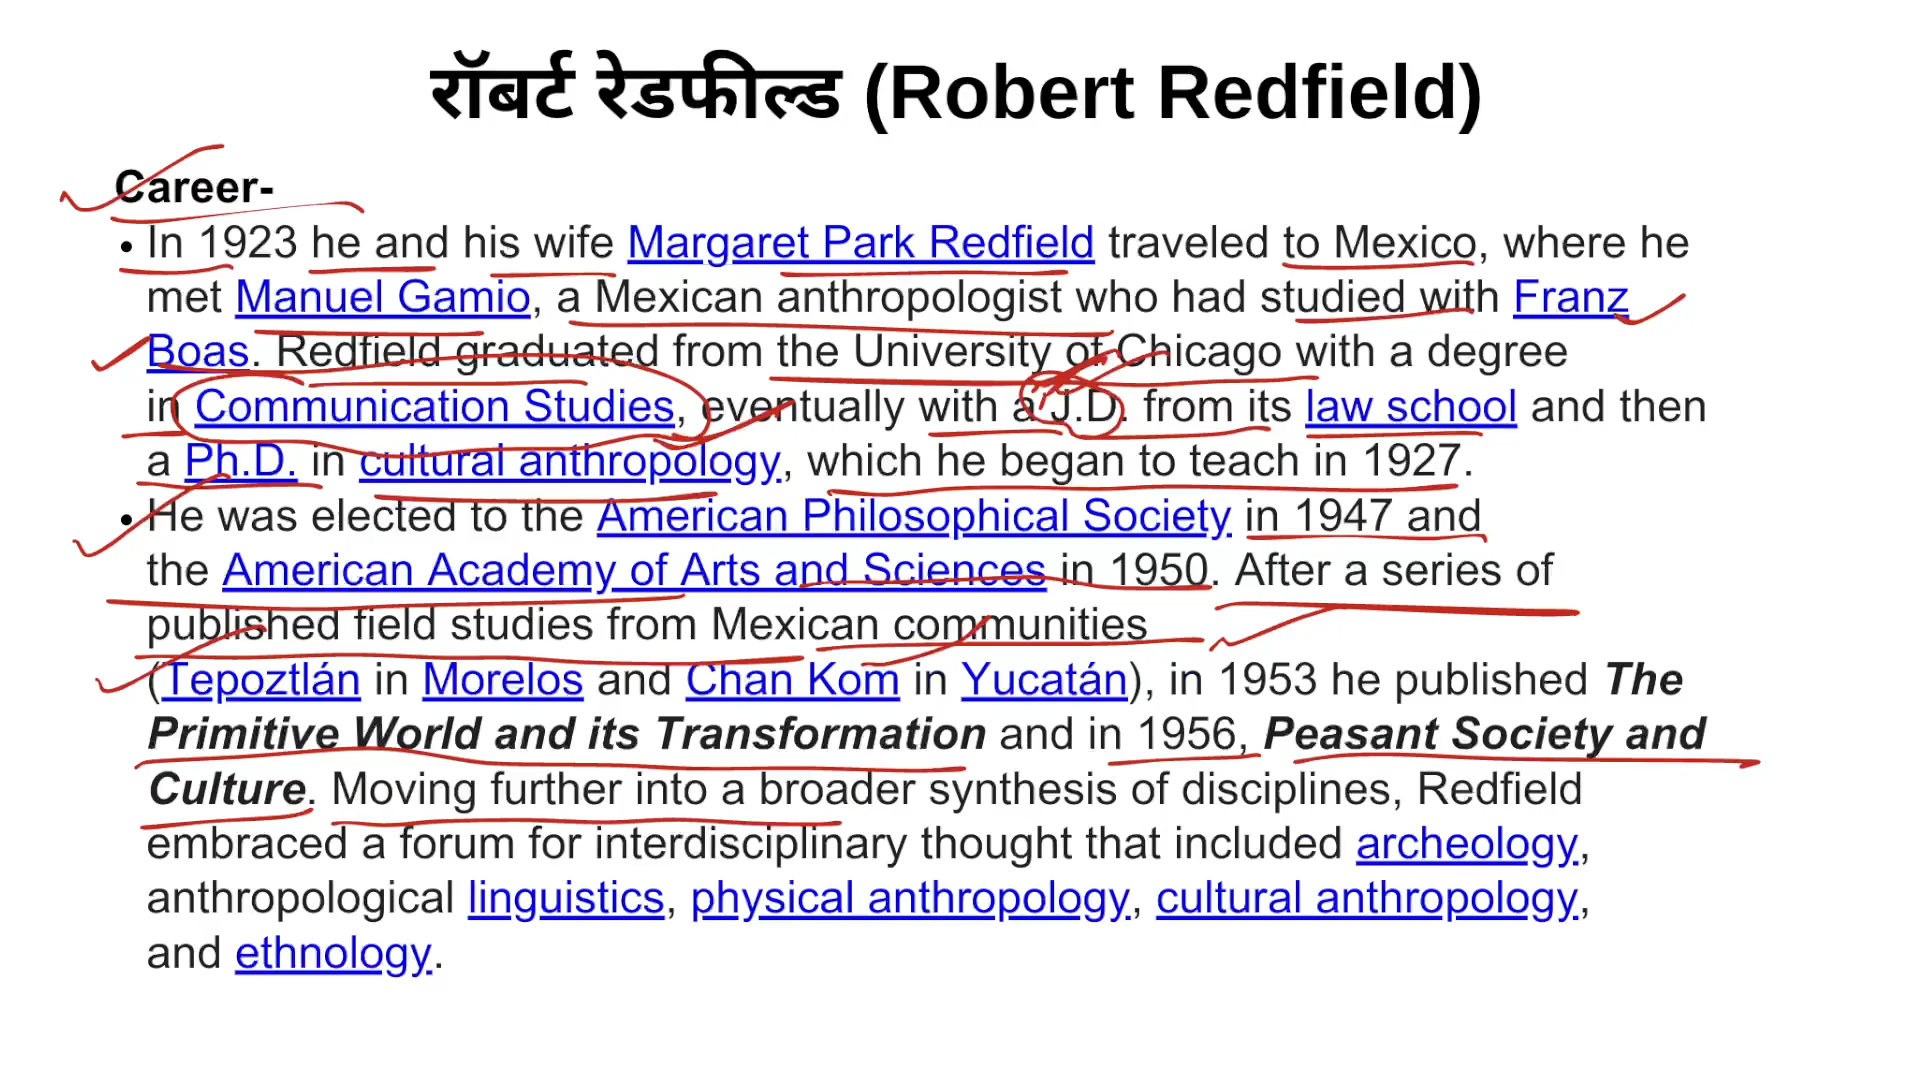 रॉबर्ट रेडफील्ड (Robert Redfield)
Career-
• In 1923 he and his wife Margaret Park Redfield traveled to Mexico, where he
met Manuel Gamio, a Mexican anthropologist who had studied with Franz
Boas. Redfield graduated from the University of Chicago with a degree
in Communication Studies, eventually with a J.D. from its law school and then
a Ph.D. in cultural anthropology, which he began to teach in 1927.
• He was elected to the American Philosophical Society in 1947 and
the American Academy of Arts and Sciences in 1950. After a series of
published field studies from Mexican communities
(Tepoztlán in Morelos and Chan Kom in Yucatán), in 1953 he published The
Primitive World and its Transformation and in 1956, Peasant Society and
Culture. Moving further into a broader synthesis of disciplines, Redfield
embraced a forum for interdisciplinary thought that included archeology,
anthropological linguistics, physical anthropology, cultural anthropology,
and ethnology.